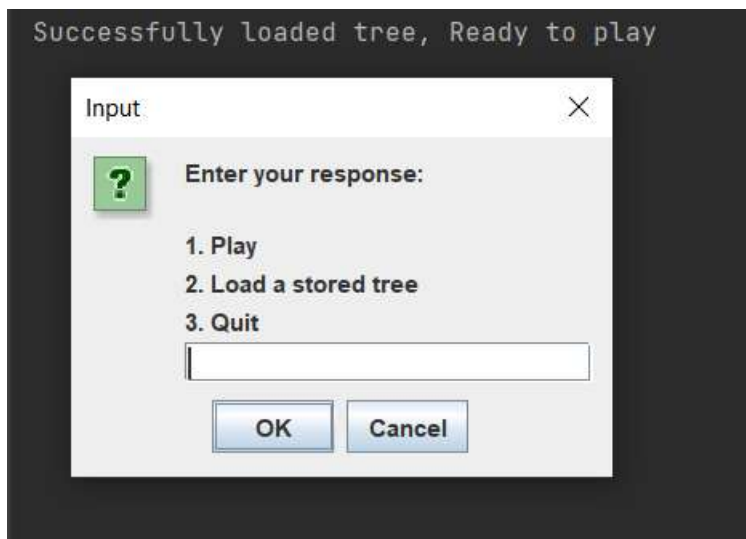 Successfully loaded tree, Ready to play
Input
?
Enter your response:
1. Play
2. Load a stored tree
3. Quit
OK
Cancel